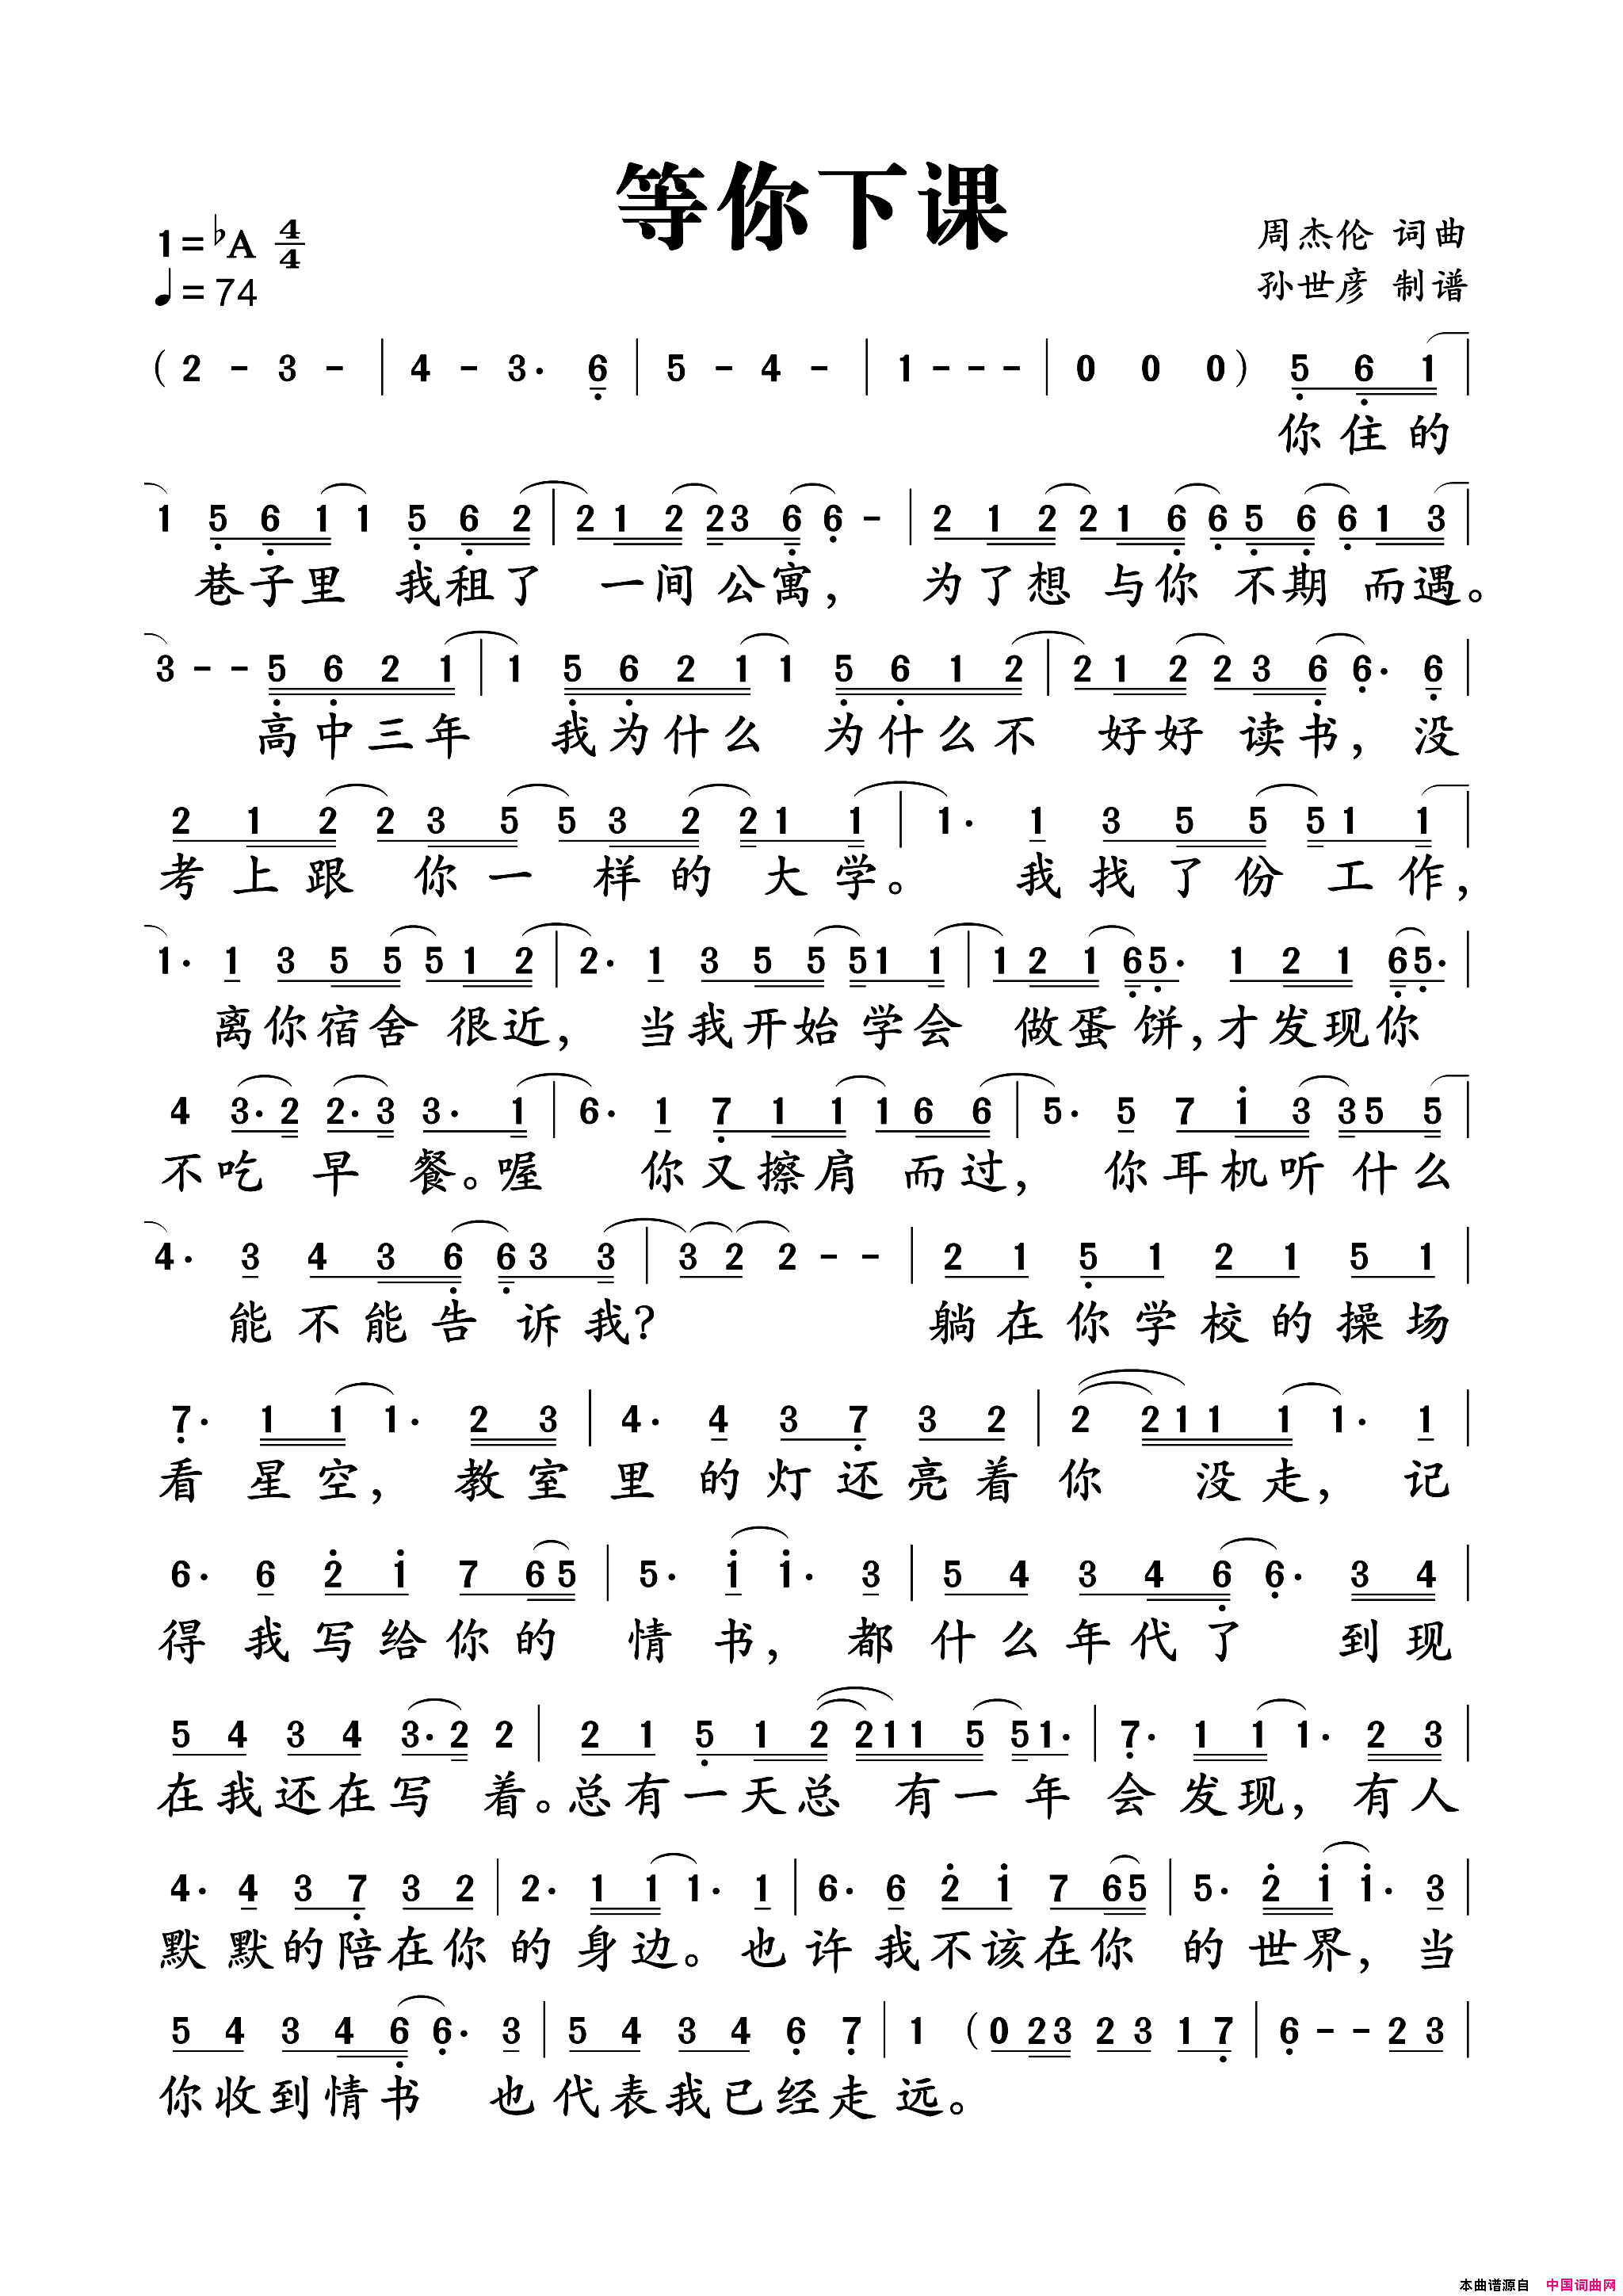 等你下课
1=♭A 4/4
♩=74
周杰伦 词曲
孙世彦 制谱
( 2 - 3 - | 4 - 3· 6 | 5 - 4 - | 1 - - - | 0 0 0 ) 5 6 1 |
你住的
1 5 6 1 1 5 6 2 | 2 1 2 2 3 6 6 - | 2 1 2 2 1 6 6 5 6 6 1 3 |
巷子里 我租了 一间公寓， 为了想与你不期而遇。
3 - - 5 6 2 1 | 1 5 6 2 1 1 5 6 1 2 | 2 1 2 2 3 6 6· 6 |
高中三年 我为什么 为什么不 好好读书，没
2 1 2 2 3 5 5 3 2 2 1 1 | 1· 1 3 5 5 5 1 1 |
考上跟 你一 样的大学。 我找了份工作，
1· 1 3 5 5 5 1 2 | 2· 1 3 5 5 5 1 1 | 1 2 1 6 5· 1 2 1 6 5· |
离你宿舍很近， 当我开始学会 做蛋饼，才发现你
4 3· 2 2· 3 3· 1 | 6· 1 7 1 1 1 6 6 | 5· 5 7 1 3 3 5 5 |
不吃早餐。喔 你又擦肩而过， 你耳机听什么
4· 3 4 3 6 6 3 3 | 3 2 2 - - | 2 1 5 1 2 1 5 1 |
能不能告诉我? 躺在你学校的操场
7· 1 1 1· 2 3 | 4· 4 3 7 3 2 | 2 2 1 1 1 1· 1 |
看星空， 教室里的灯还亮着你 没走，记
6· 6 2 1 7 6 5 | 5· 1 1· 3 | 5 4 3 4 6 6· 3 4 |
得我写给你的情书，都什么年代了 到现
5 4 3 4 3· 2 2 | 2 1 5 1 2 2 1 1 5 5 1· | 7· 1 1 1· 2 3 |
在我还在写着。总有一天总 有一年会发现，有人
4· 4 3 7 3 2 | 2· 1 1 1· 1 | 6· 6 2 1 7 6 5 | 5· 2 1 1· 3 |
默默的陪在你的身边。也许我不该在你的世界，当
5 4 3 4 6 6· 3 | 5 4 3 4 6 7 | 1 ( 0 2 3 2 3 1 7 | 6 - - 2 3 |
你收到情书 也代表我已经走远。
本曲谱源自 中国词曲网